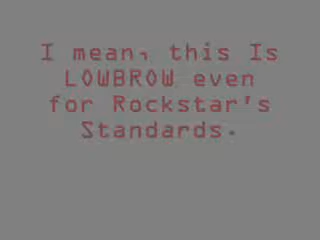 I mean, this Is
LOWBROW even
for Rockstar's
Standards.